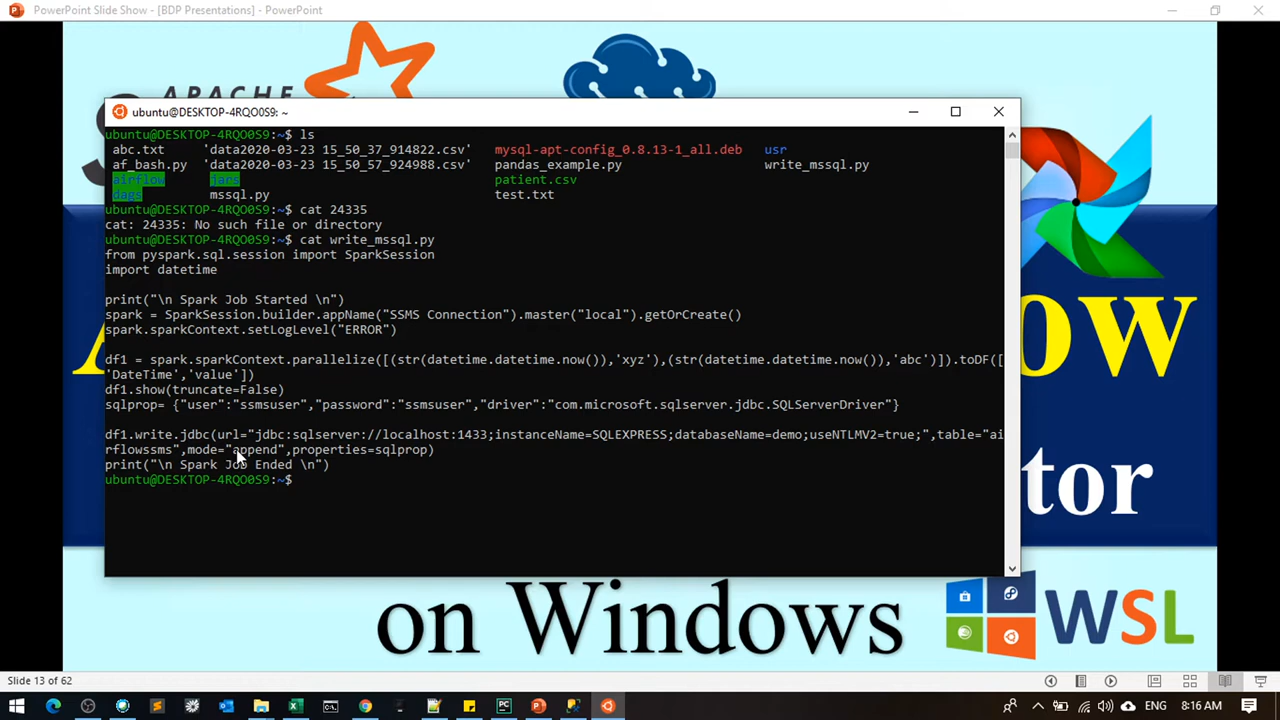 PowerPoint Slide Show - [BDP Presentations] - PowerPoint
APACHE
ubuntu@DESKTOP-4RQO0S9: ~
ubuntu@DESKTOP-4RQO0S9:~$ ls
abc.txt 'data2020-03-23 15_50_37_914822.csv' mysql-apt-config_0.8.13-1_all.deb usr
af_bash.py 'data2020-03-23 15_50_57_924988.csv' pandas_example.py write_mssql.py
airflow jars patient.csv
dags mssql.py test.txt
ubuntu@DESKTOP-4RQO0S9:~$ cat 24335
cat: 24335: No such file or directory
ubuntu@DESKTOP-4RQO0S9:~$ cat write_mssql.py
from pyspark.sql.session import SparkSession
import datetime
print("\n Spark Job Started \n")
spark = SparkSession.builder.appName("SSMS Connection").master("local").getOrCreate()
spark.sparkContext.setLogLevel("ERROR")
df1 = spark.sparkContext.parallelize([(str(datetime.datetime.now()),'xyz'),(str(datetime.datetime.now()),'abc')]).toDF([
'DateTime','value'])
df1.show(truncate=False)
sqlprop= {"user":"ssmsuser","password":"ssmsuser","driver":"com.microsoft.sqlserver.jdbc.SQLServerDriver"}
df1.write.jdbc(url="jdbc:sqlserver://localhost:1433;instanceName=SQLEXPRESS;databaseName=demo;useNTLMV2=true;",table="ai
rflowssms",mode="append",properties=sqlprop)
print("\n Spark Job Ended \n")
ubuntu@DESKTOP-4RQO0S9:~$
on Windows
WSL
Slide 13 of 62
ENG
8:16 AM